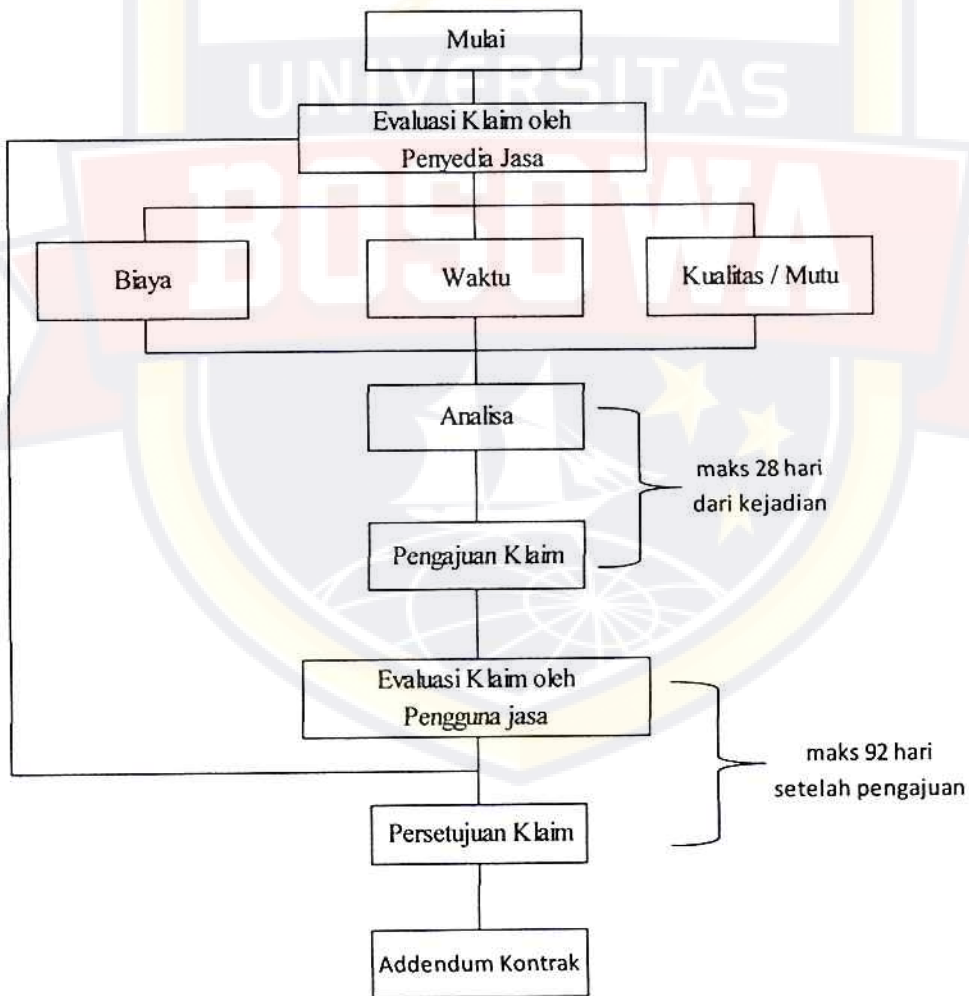 Mulai
UNIVERSITAS
Evaluasi Klaim oleh
Penyedia Jasa
BOSOWA
Biaya
Waktu
Kualitas / Mutu
Analisa
maks 28 hari
dari kejadian
Pengajuan Klaim
Evaluasi Klaim oleh
Pengguna jasa
maks 92 hari
setelah pengajuan
Persetujuan Klaim
Addendum Kontrak